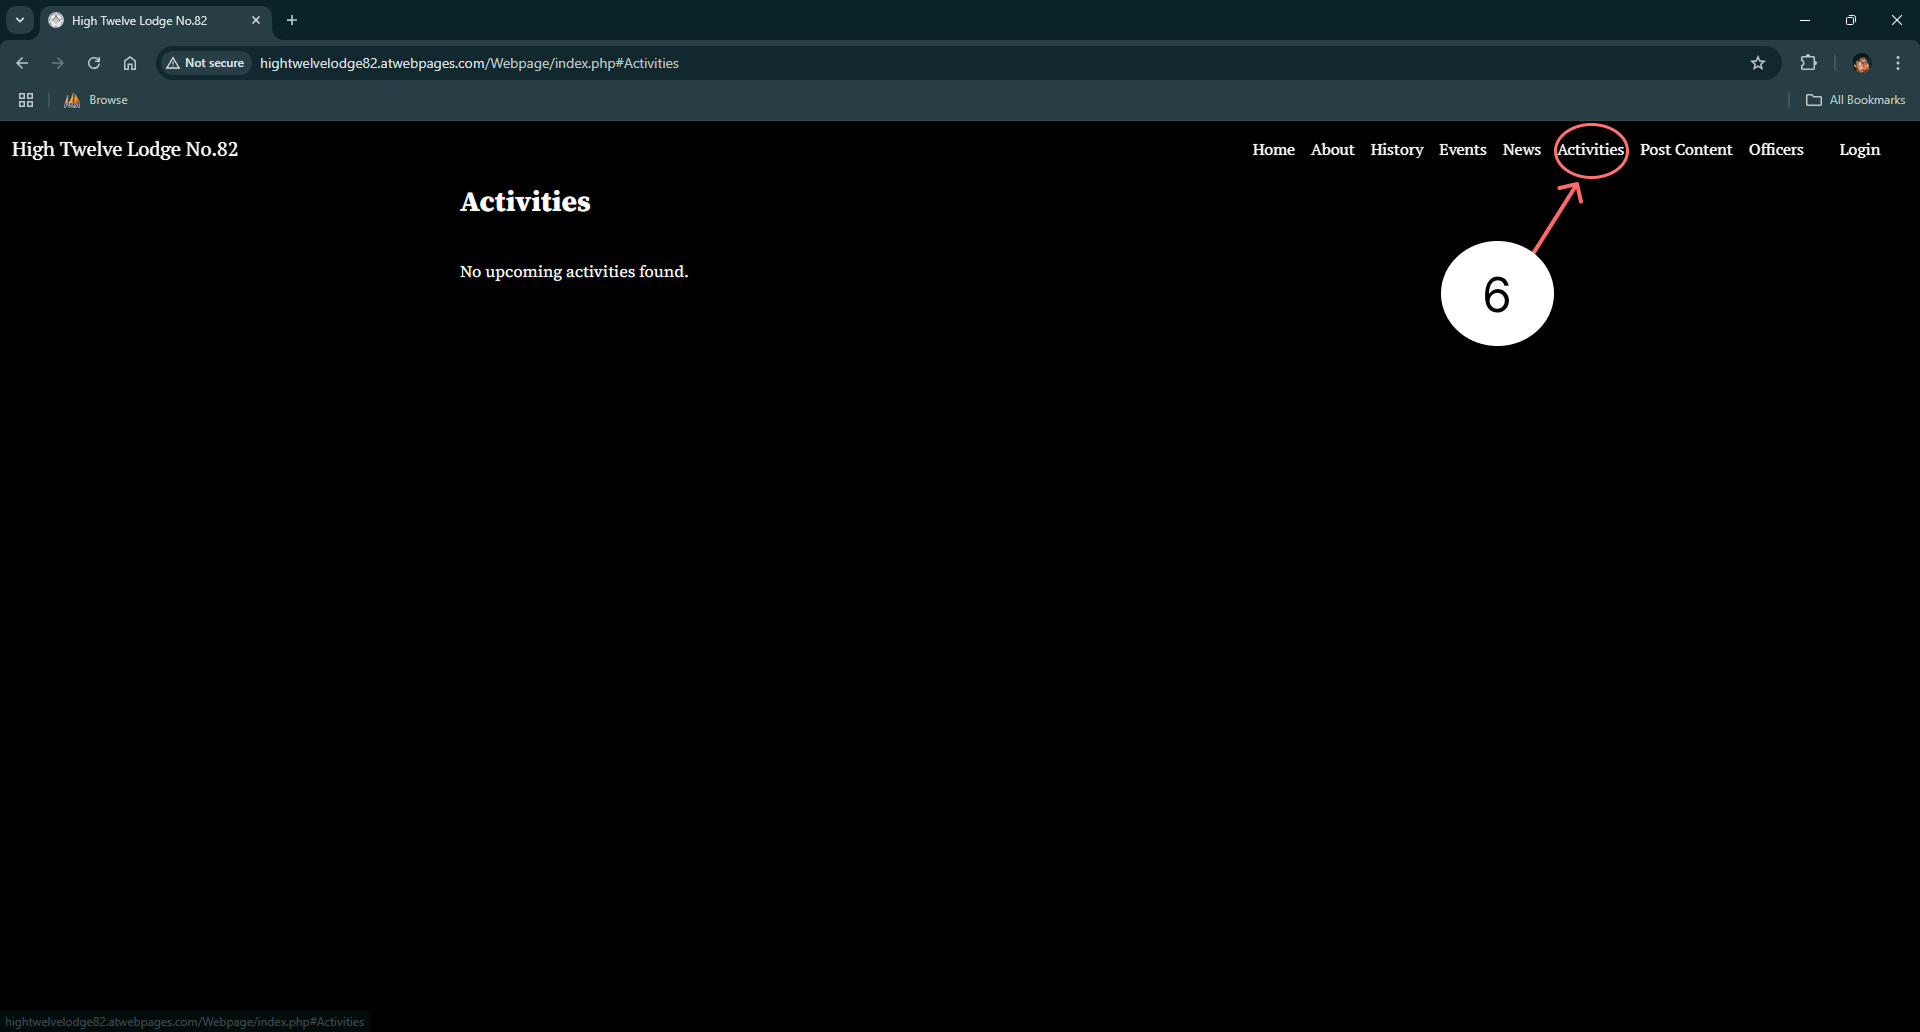 High Twelve Lodge No.82
Not secure
hightwelvelodge82.atwebpages.com/Webpage/index.php#Activities
Browse
All Bookmarks
High Twelve Lodge No.82
Home About History Events News Activities Post Content Officers Login
Activities
No upcoming activities found.
6
hightwelvelodge82.atwebpages.com/Webpage/index.php#Activities